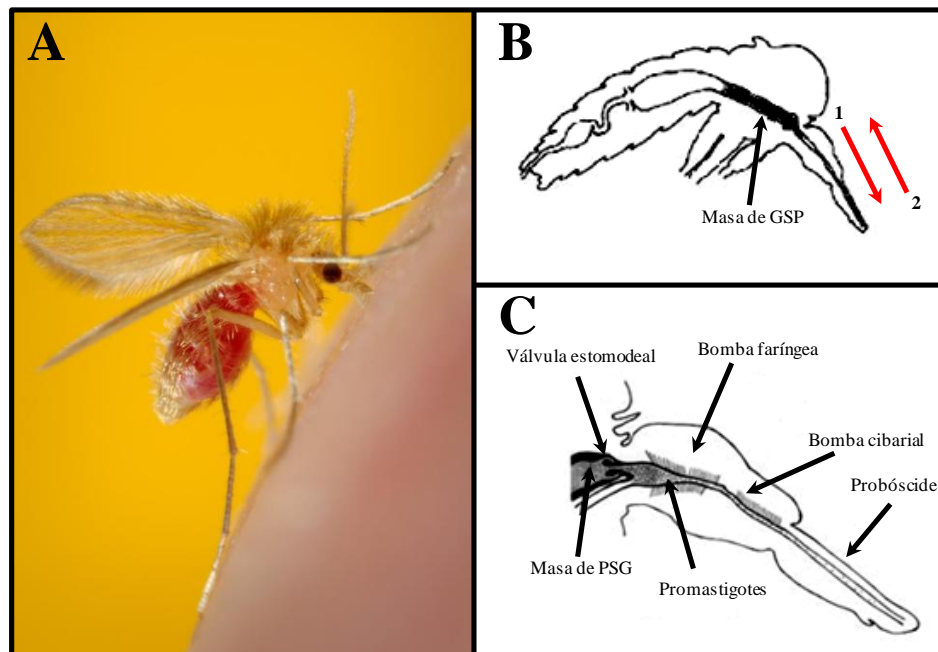 A
B
1
2
Masa de GSP
C
Válvula estomodeal
Bomba faríngea
Bomba cibarial
Probóscide
Masa de PSG
Promastigotes